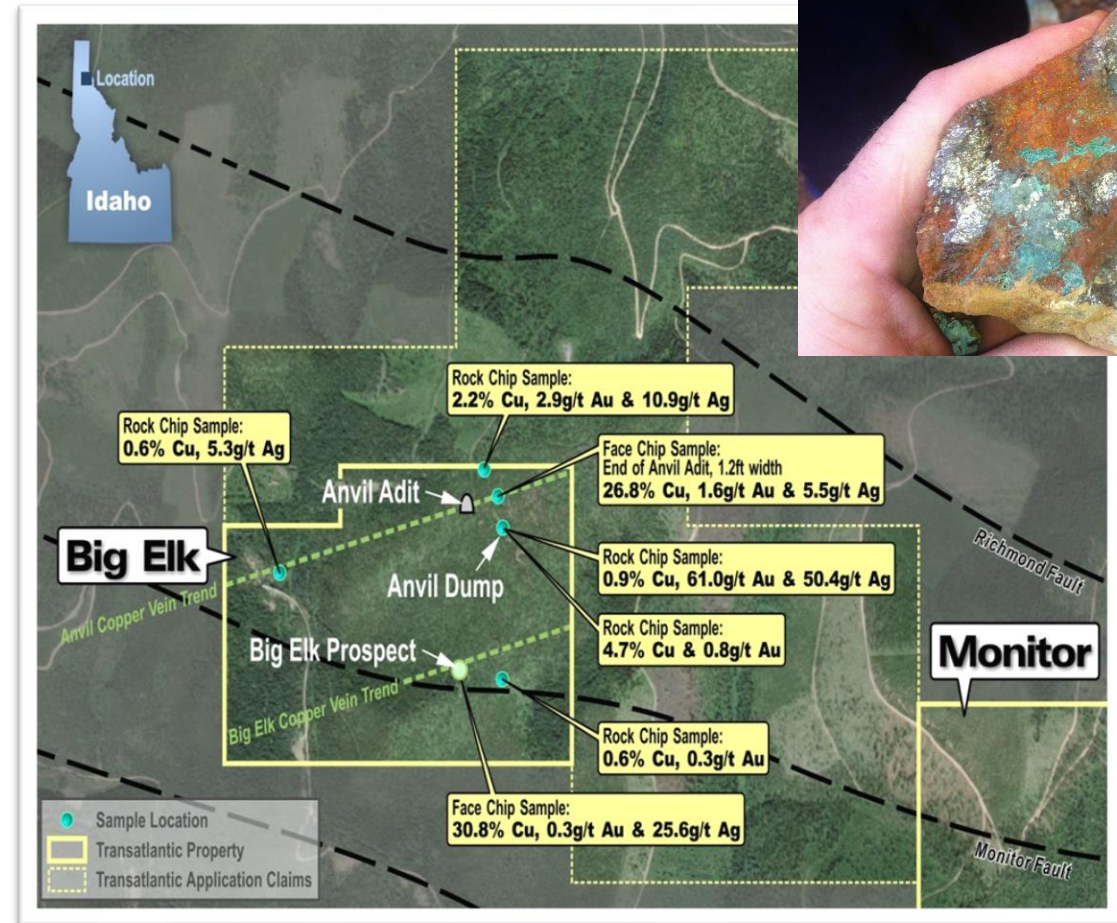 Location
Idaho
Rock Chip Sample:
2.2% Cu, 2.9g/t Au & 10.9g/t Ag
Rock Chip Sample:
0.6% Cu, 5.3g/t Ag
Face Chip Sample:
End of Anvil Adit, 1.2ft width
26.8% Cu, 1.6g/t Au & 5.5g/t Ag
Anvil Adit
Big Elk
Anvil Dump
Rock Chip Sample:
0.9% Cu, 61.0g/t Au & 50.4g/t Ag
Anvil Copper Vein Trend
Rock Chip Sample:
4.7% Cu & 0.8g/t Au
Richmond Fault
Monitor
Big Elk Prospect
Big Elk Copper Vein Trend
Rock Chip Sample:
0.6% Cu, 0.3g/t Au
Face Chip Sample:
30.8% Cu, 0.3g/t Au & 25.6g/t Ag
Monitor Fault
Sample Location
Transatlantic Property
Transatlantic Application Claims